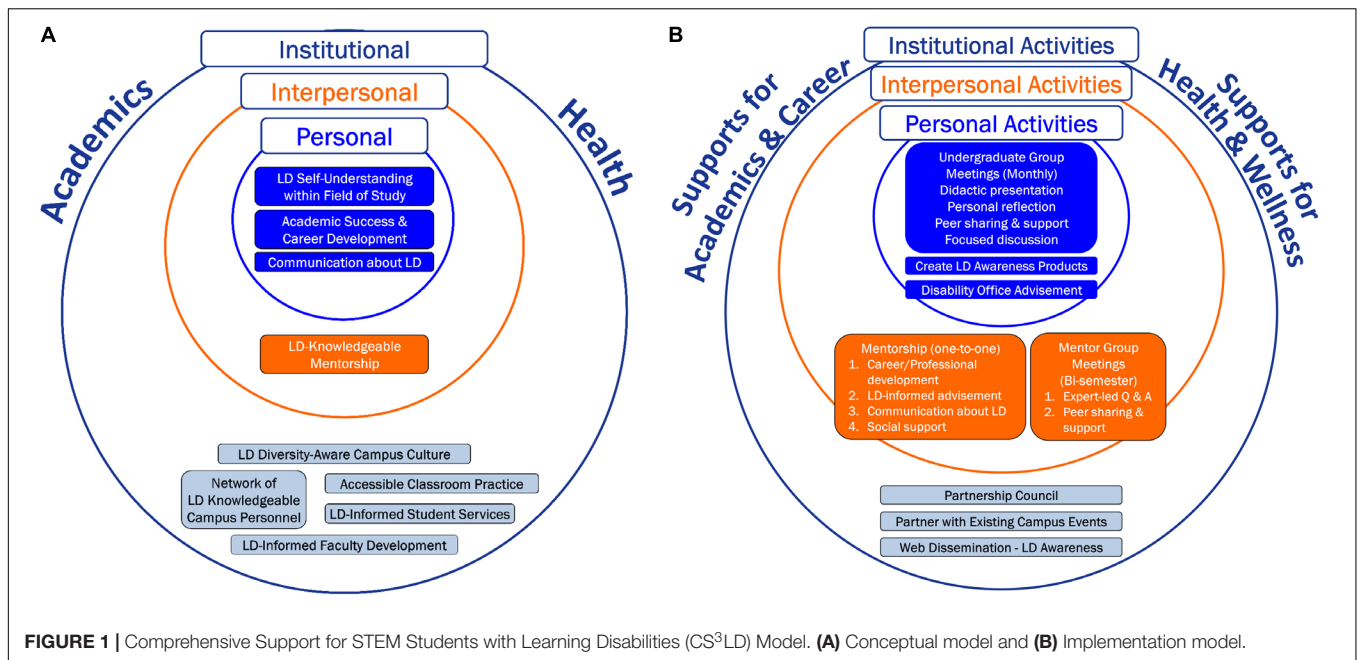 A
Institutional
Interpersonal
Personal
Academics
Health
LD Self-Understanding
within Field of Study
Academic Success &
Career Development
Communication about LD
LD-Knowledgeable
Mentorship
LD Diversity-Aware Campus Culture
Network of
LD Knowledgeable
Campus Personnel
Accessible Classroom Practice
LD-Informed Student Services
LD-Informed Faculty Development
B
Institutional Activities
Interpersonal Activities
Personal Activities
Supports for
Academics & Career
Supports for
Health & Wellness
Undergraduate Group
Meetings (Monthly)
Didactic presentation
Personal reflection
Peer sharing & support
Focused discussion
Create LD Awareness Products
Disability Office Advisement
Mentorship (one-to-one)
1. Career/Professional
development
2. LD-informed advisement
3. Communication about LD
4. Social support
Mentor Group
Meetings
(Bi-semester)
1. Expert-led Q & A
2. Peer sharing &
support
Partnership Council
Partner with Existing Campus Events
Web Dissemination - LD Awareness
FIGURE 1 | Comprehensive Support for STEM Students with Learning Disabilities (CS³LD) Model. (A) Conceptual model and (B) Implementation model.